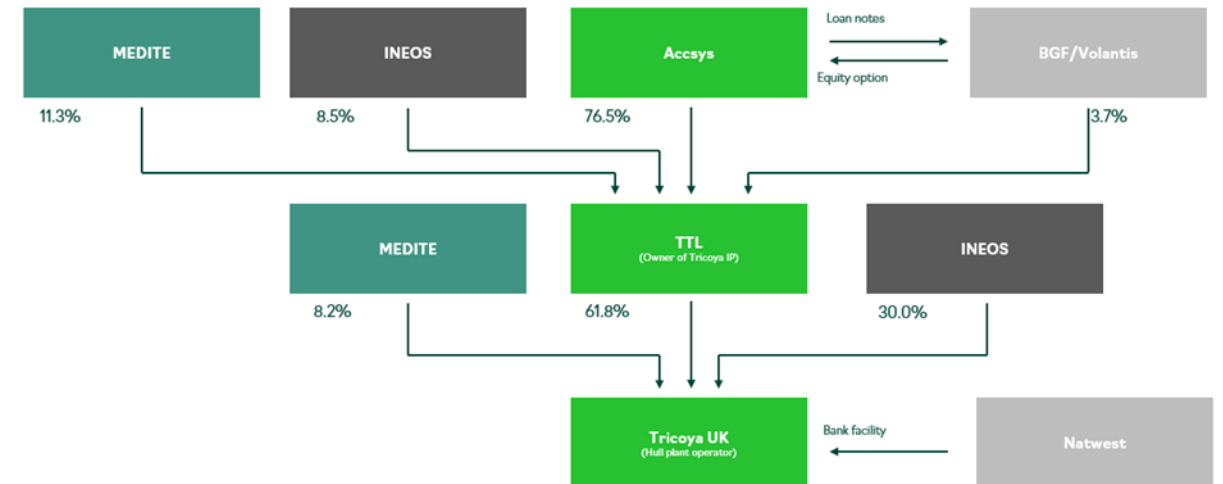 MEDITE
INEOS
Accsys
Loan notes
Equity option
BGF/Volantis
11.3%
8.5%
76.5%
3.7%
MEDITE
TTL
(Owner of Tricoya IP)
INEOS
8.2%
61.8%
30.0%
Tricoya UK
(Hull plant operator)
Bank facility
Natwest